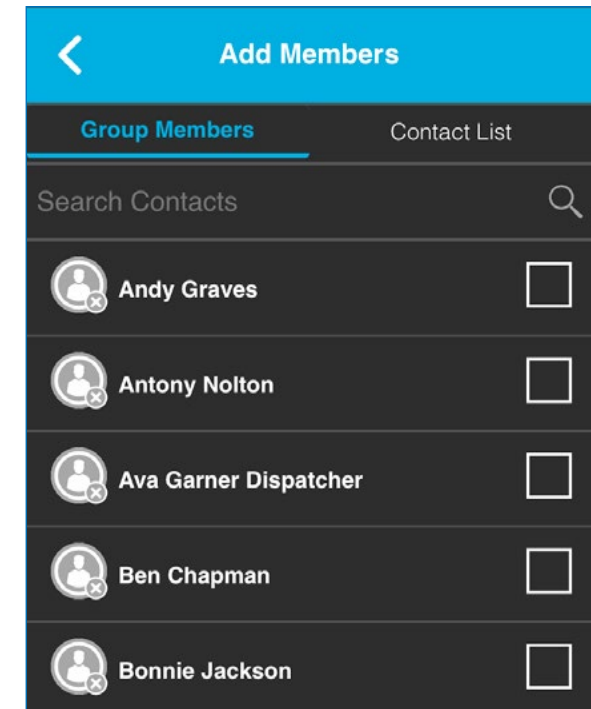 Add Members
Group Members Contact List
Search Contacts
Andy Graves
Antony Nolton
Ava Garner Dispatcher
Ben Chapman
Bonnie Jackson